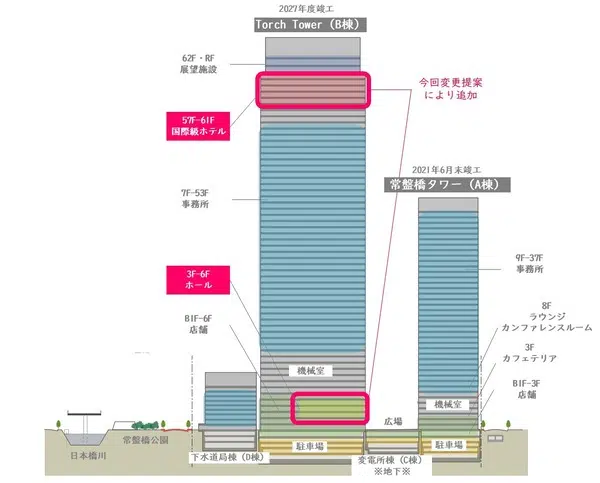 2027年度竣工
Torch Tower（B棟）
62F・RF
展望施設
今回変更提案
により追加
57F-61F
国際級ホテル
2021年6月末竣工
常盤橋タワー（A棟）
7F-53F
事務所
9F-37F
事務所
3F-6F
ホール
8F
ラウンジ
カンファレンスルーム
B1F-6F
店舗
3F
カフェテリア
機械室
B1F-3F
店舗
機械室
広場
常盤橋公園
駐車場
駐車場
日本橋川
下水道局棟（D棟）
変電所棟（C棟）
※地下※